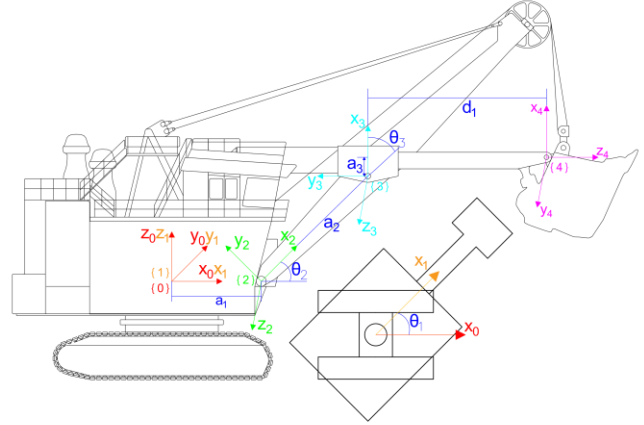 d₁
x₄
x₃
θ₃
z₄
a₃
{4}
y₃
{3}
y₄
a₂
z₃
z₀z₁
y₀y₁
y₂
x₂
x₁
{1}
x₀x₁
{2}
θ₂
{0}
a₁
z₂
θ₁
x₀